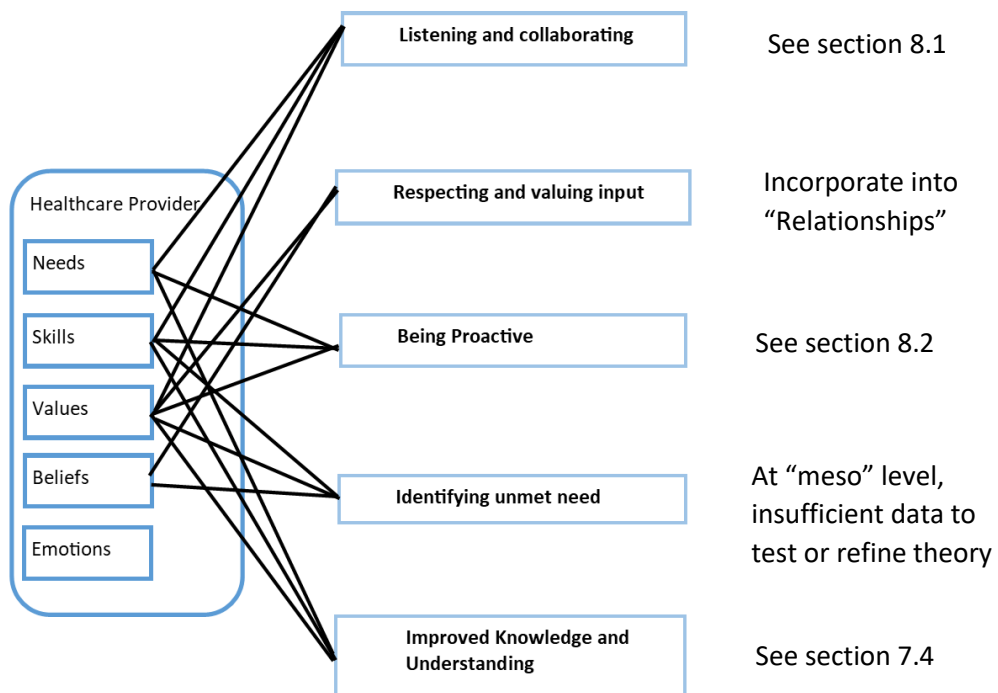 Listening and collaborating
See section 8.1
Healthcare Provider
Respecting and valuing input
Incorporate into
“Relationships”
Needs
Skills
Being Proactive
See section 8.2
Values
Beliefs
Identifying unmet need
At “meso” level,
insufficient data to
test or refine theory
Emotions
Improved Knowledge and
Understanding
See section 7.4